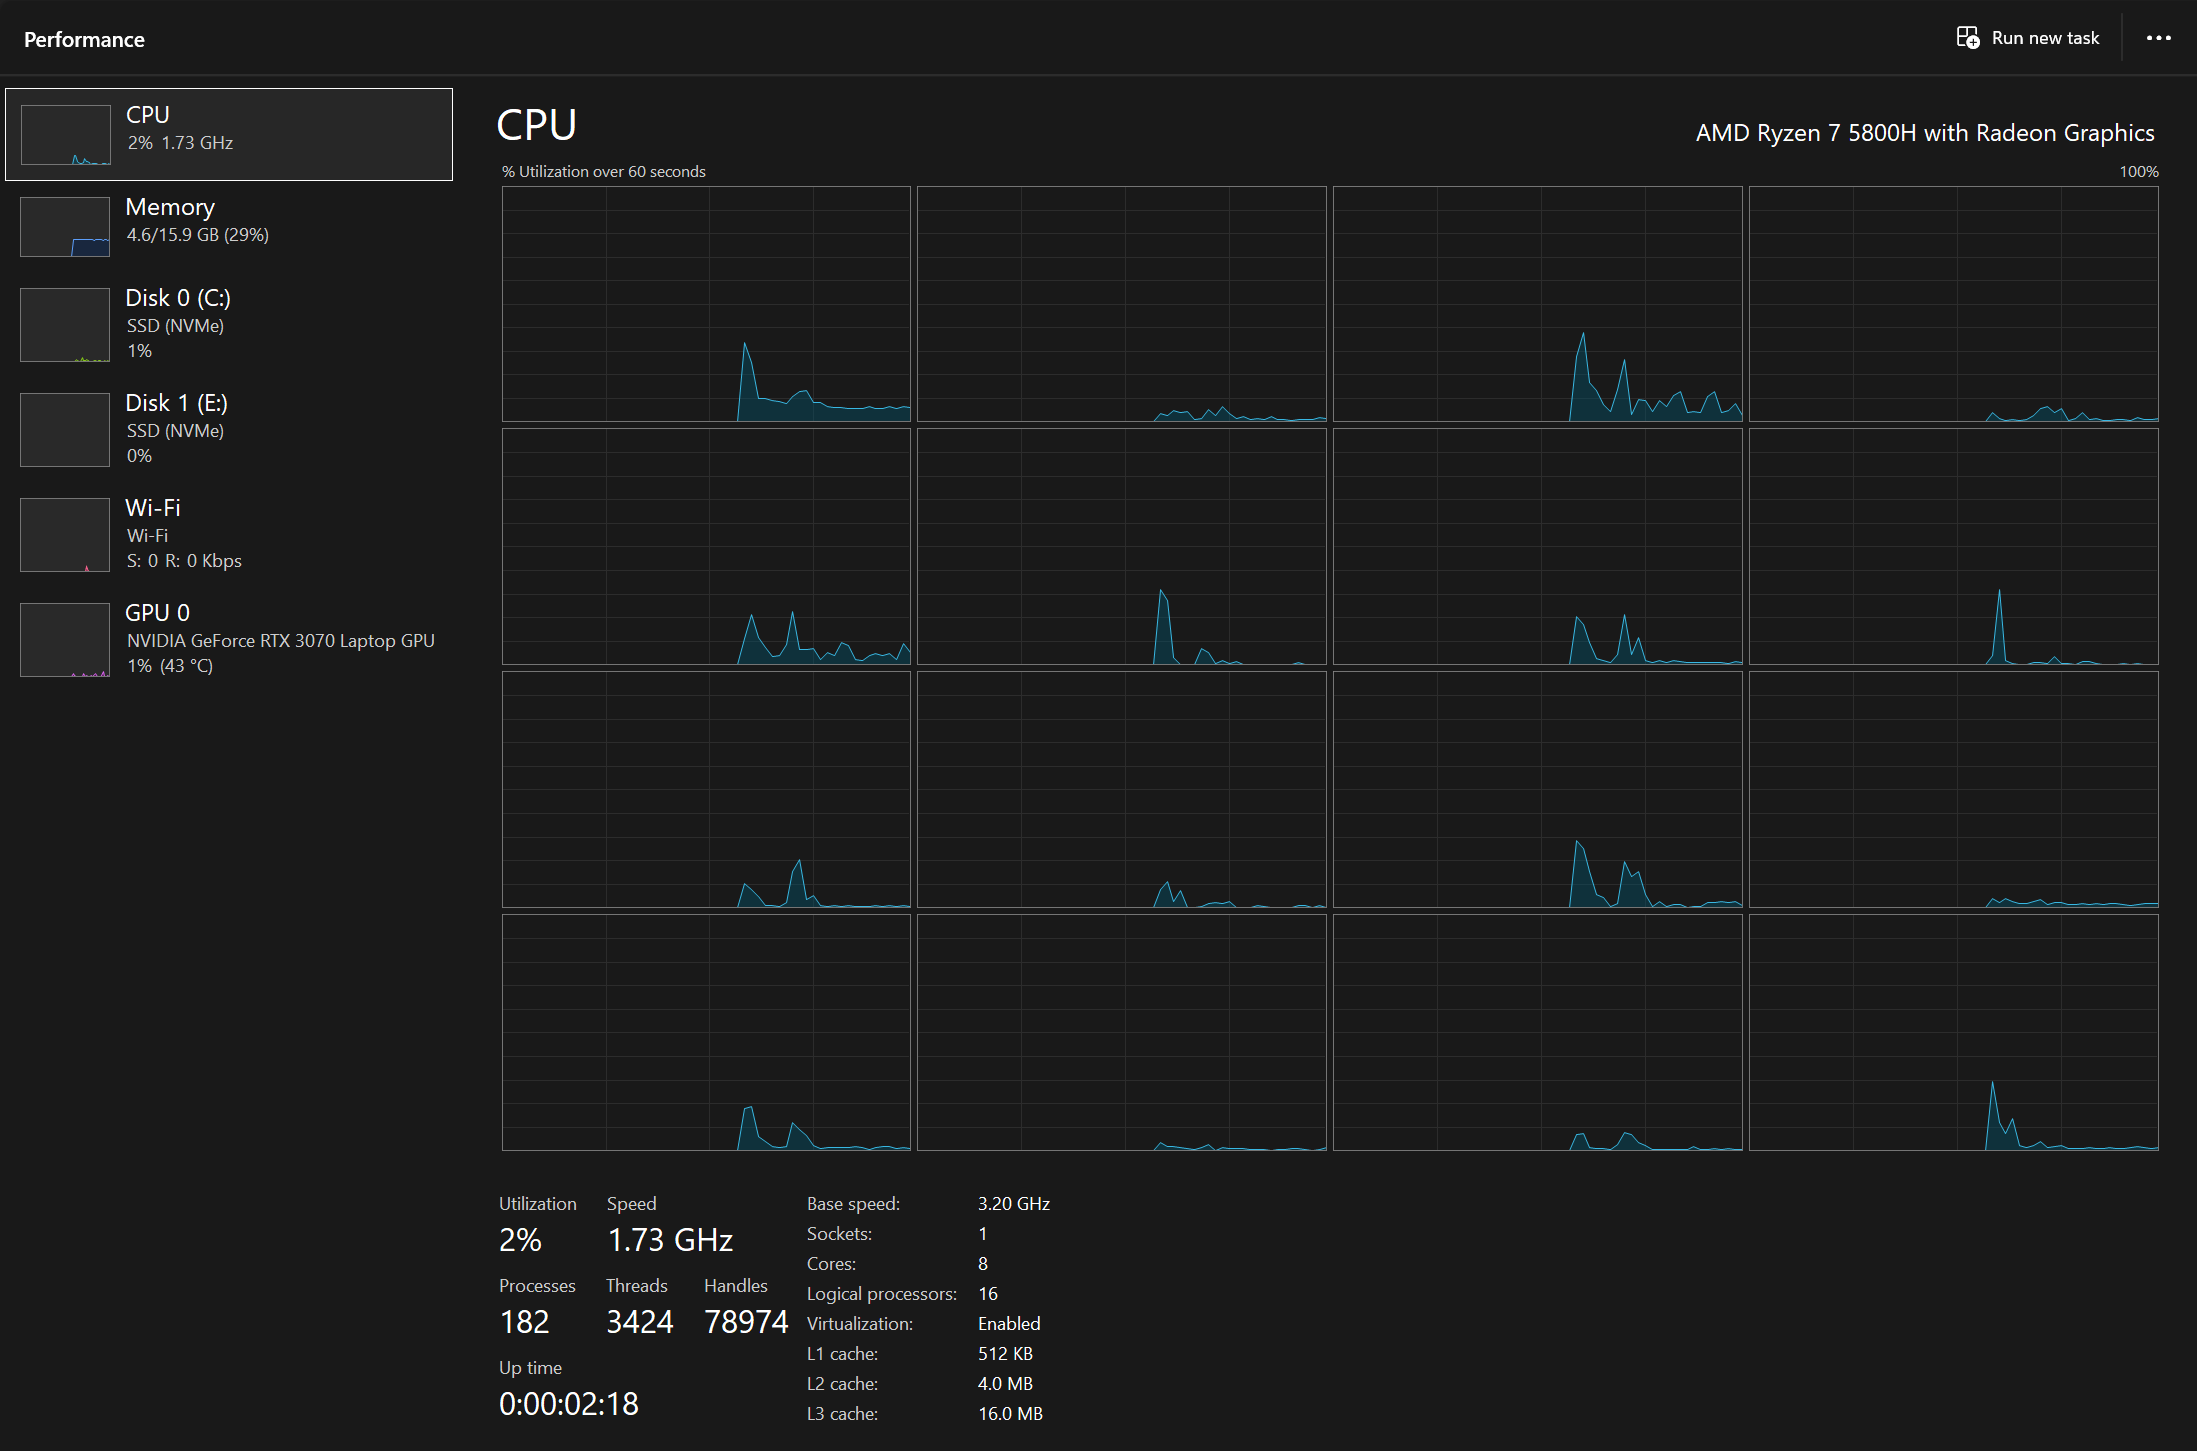 Performance
Run new task
CPU
2% 1.73 GHz
Memory
4.6/15.9 GB (29%)
Disk 0 (C:)
SSD (NVMe)
1%
Disk 1 (E:)
SSD (NVMe)
0%
Wi-Fi
Wi-Fi
S: 0 R: 0 Kbps
GPU 0
NVIDIA GeForce RTX 3070 Laptop GPU
1% (43 °C)
CPU
AMD Ryzen 7 5800H with Radeon Graphics
% Utilization over 60 seconds
100%
Utilization
2%
Speed
1.73 GHz
Processes
182
Threads
3424
Handles
78974
Up time
0:00:02:18
Base speed: 3.20 GHz
Sockets: 1
Cores: 8
Logical processors: 16
Virtualization: Enabled
L1 cache: 512 KB
L2 cache: 4.0 MB
L3 cache: 16.0 MB